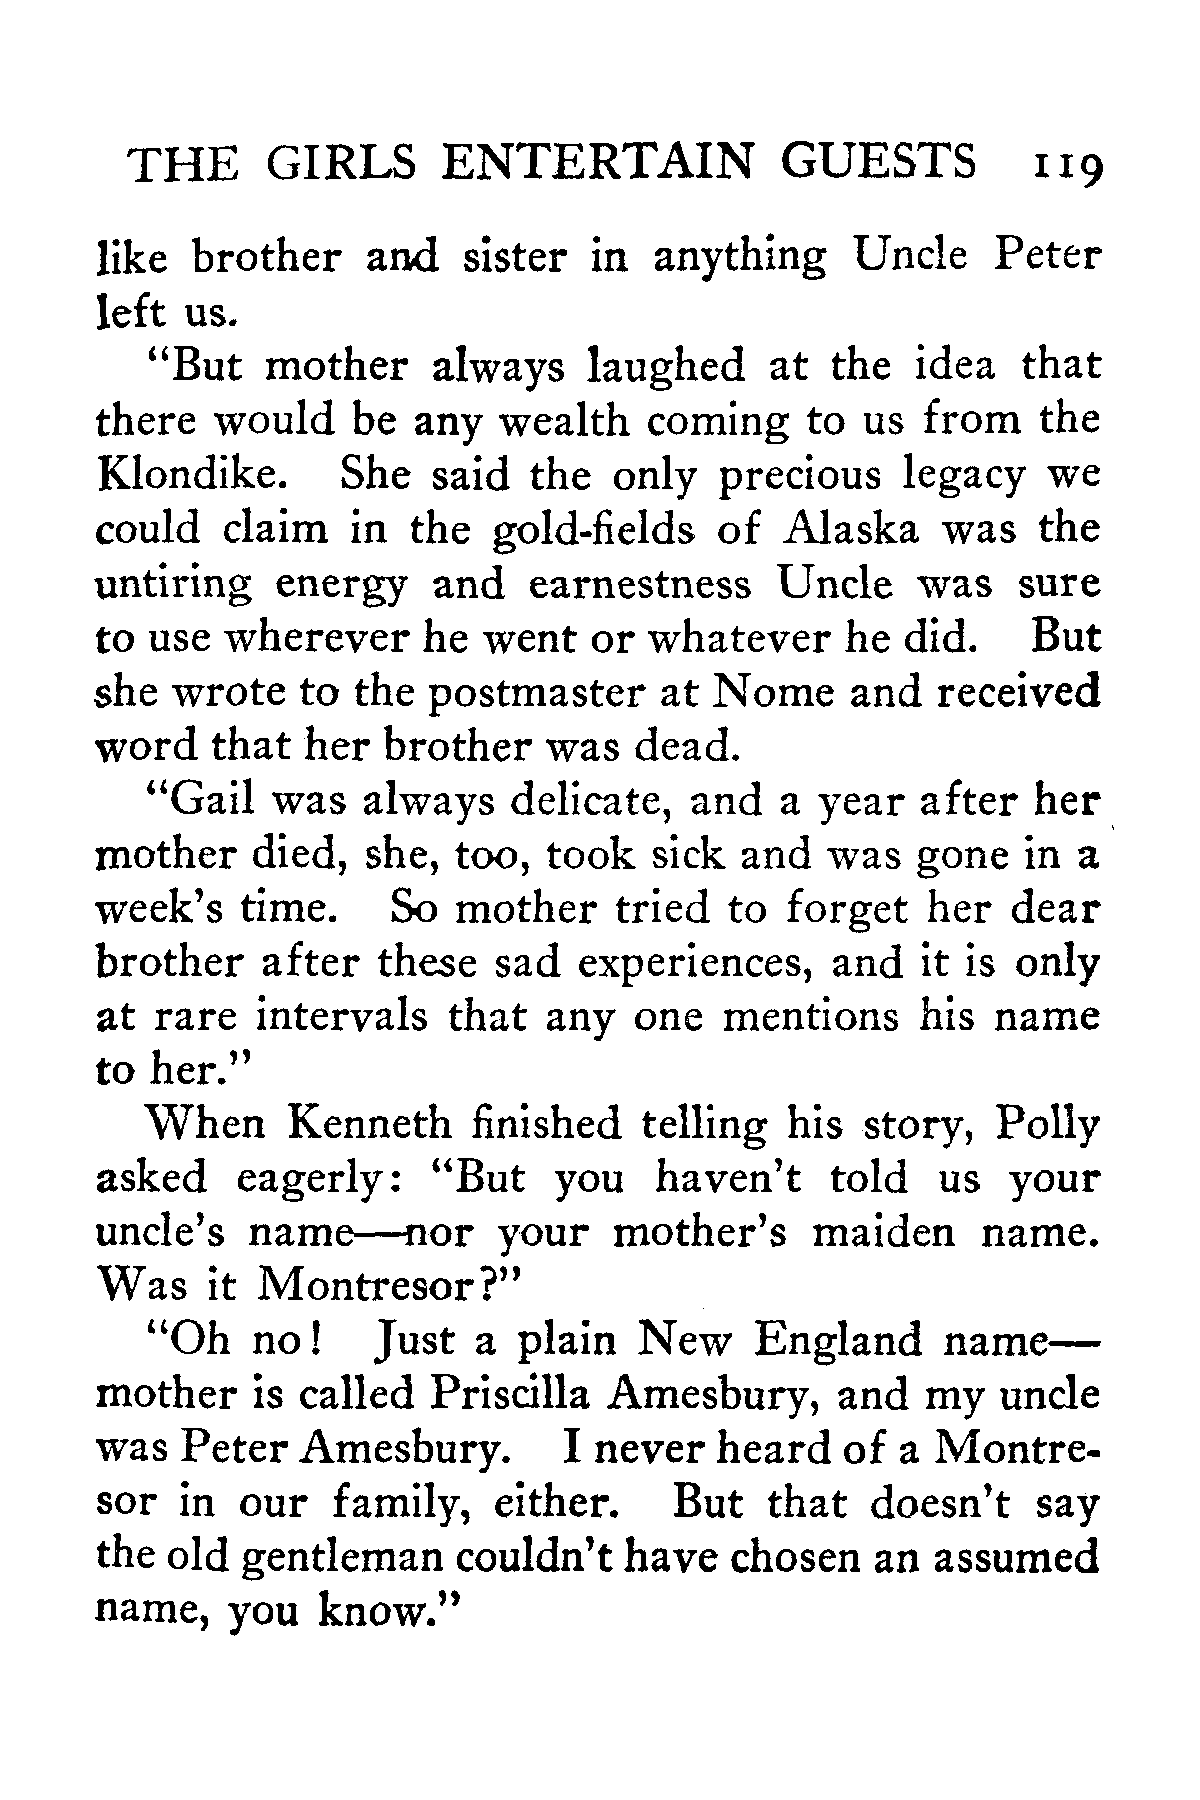 THE GIRLS ENTERTAIN GUESTS 119
like brother and sister in anything Uncle Peter
left us.
“But mother always laughed at the idea that
there would be any wealth coming to us from the
Klondike. She said the only precious legacy we
could claim in the gold-fields of Alaska was the
untiring energy and earnestness Uncle was sure
to use wherever he went or whatever he did. But
she wrote to the postmaster at Nome and received
word that her brother was dead.
“Gail was always delicate, and a year after her
mother died, she, too, took sick and was gone in a
week’s time. So mother tried to forget her dear
brother after these sad experiences, and it is only
at rare intervals that any one mentions his name
to her.”
When Kenneth finished telling his story, Polly
asked eagerly: “But you haven’t told us your
uncle’s name—nor your mother’s maiden name.
Was it Montresor?”
“Oh no! Just a plain New England name—
mother is called Priscilla Amesbury, and my uncle
was Peter Amesbury. I never heard of a Montre-
sor in our family, either. But that doesn’t say
the old gentleman couldn’t have chosen an assumed
name, you know.”